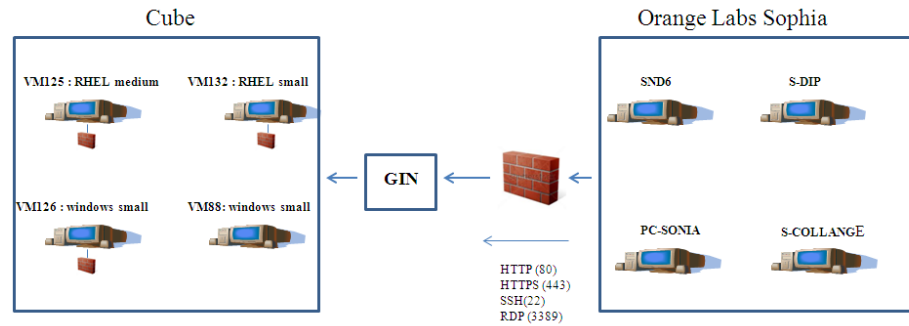 Cube
Orange Labs Sophia
VM125 : RHEL medium
VM132 : RHEL small
SND6
S-DIP
GIN
VM126 : windows small
VM88: windows small
PC-SONIA
S-COLLANGE
HTTP (80)
HTTPS (443)
SSH(22)
RDP (3389)